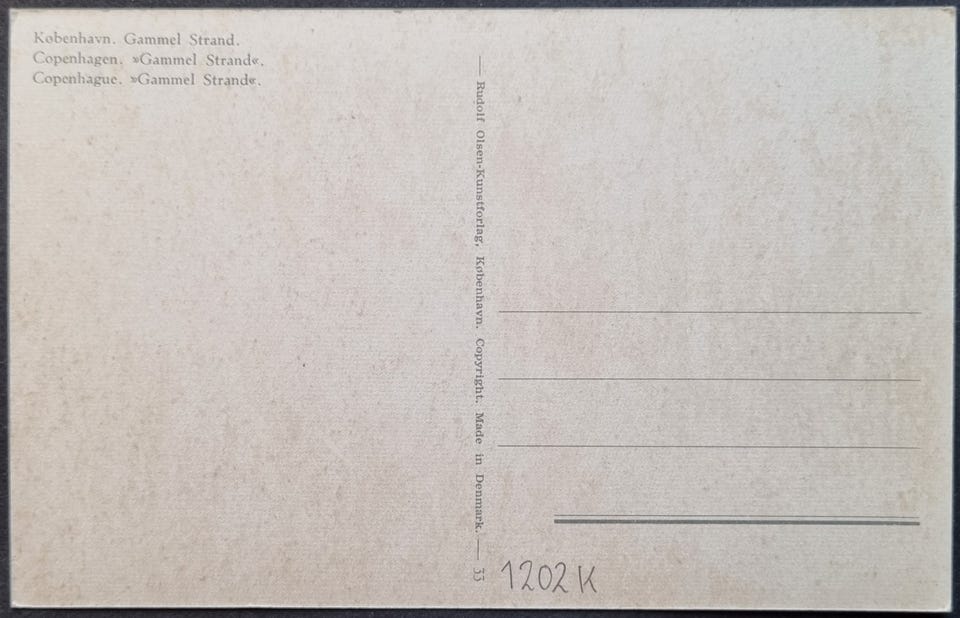 København. Gammel Strand.
Copenhagen. »Gammel Strand«.
Copenhague. »Gammel Strand«.
— Rudolf Olsen-Kunstforlag, København. Copyright. Made in Denmark. — 33
1202K